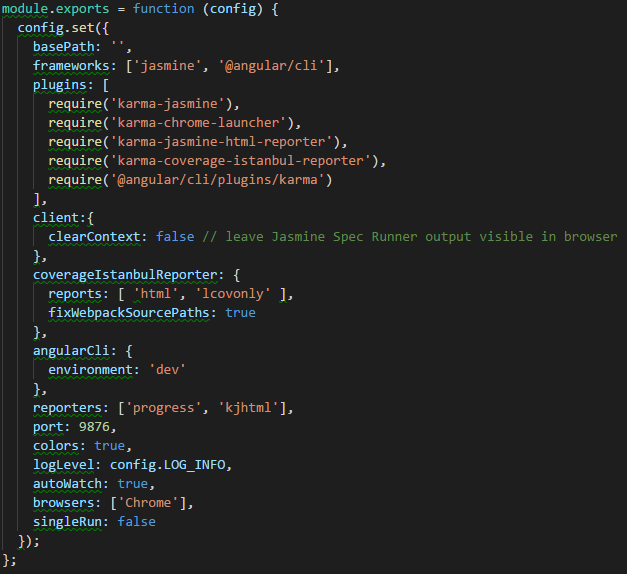 module.exports = function (config) {
  config.set({
    basePath: '',
    frameworks: ['jasmine', '@angular/cli'],
    plugins: [
      require('karma-jasmine'),
      require('karma-chrome-launcher'),
      require('karma-jasmine-html-reporter'),
      require('karma-coverage-istanbul-reporter'),
      require('@angular/cli/plugins/karma')
    ],
    client:{
      clearContext: false // leave Jasmine Spec Runner output visible in browser
    },
    coverageIstanbulReporter: {
      reports: [ 'html', 'lcovonly' ],
      fixWebpackSourcePaths: true
    },
    angularCli: {
      environment: 'dev'
    },
    reporters: ['progress', 'kjhtml'],
    port: 9876,
    colors: true,
    logLevel: config.LOG_INFO,
    autoWatch: true,
    browsers: ['Chrome'],
    singleRun: false
  });
};